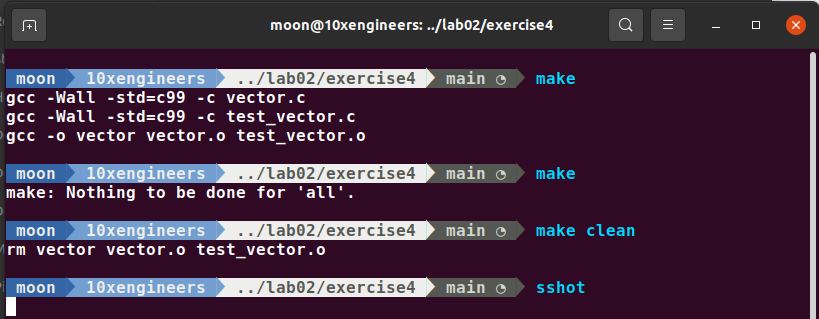 moon@10xengineers: ../lab02/exercise4
moon 10xengineers ../lab02/exercise4 main ◔ make
gcc -Wall -std=c99 -c vector.c
gcc -Wall -std=c99 -c test_vector.c
gcc -o vector vector.o test_vector.o
moon 10xengineers ../lab02/exercise4 main ◔ make
make: Nothing to be done for 'all'.
moon 10xengineers ../lab02/exercise4 main ◔ make clean
rm vector vector.o test_vector.o
moon 10xengineers ../lab02/exercise4 main ◔ sshot